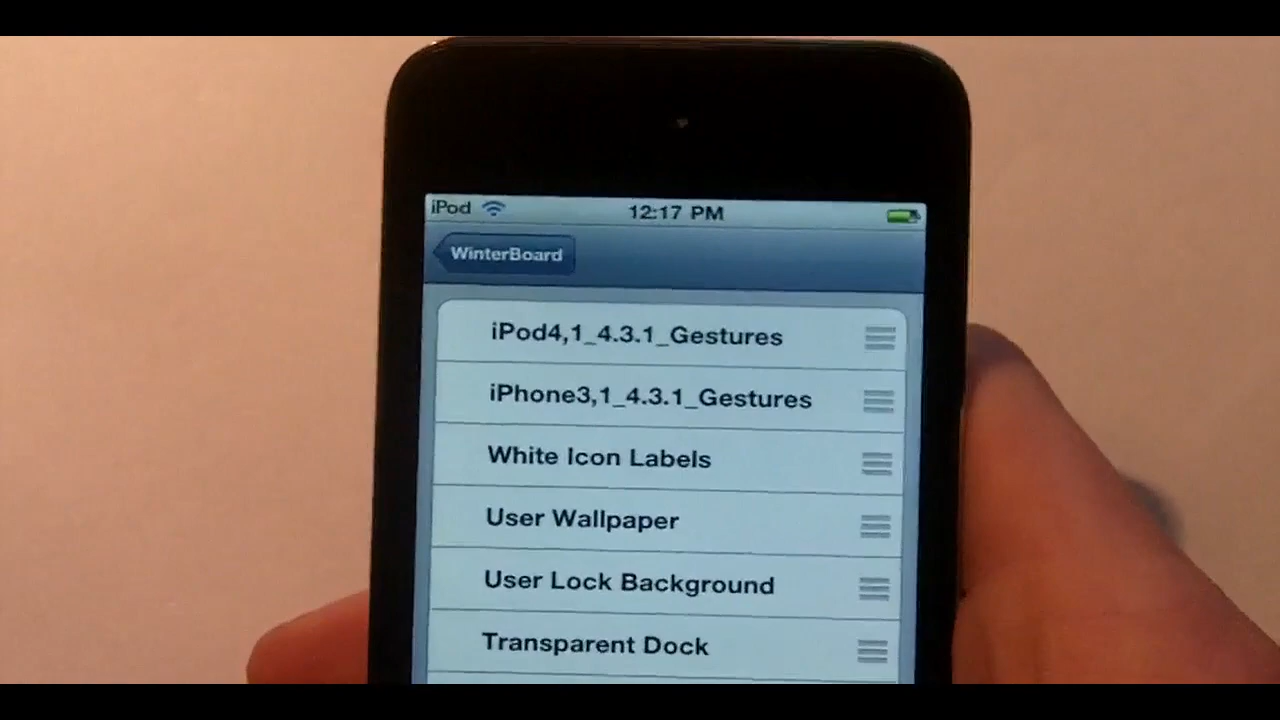 iPod 12:17 PM
WinterBoard
iPod4,1_4.3.1_Gestures
iPhone3,1_4.3.1_Gestures
White Icon Labels
User Wallpaper
User Lock Background
Transparent Dock